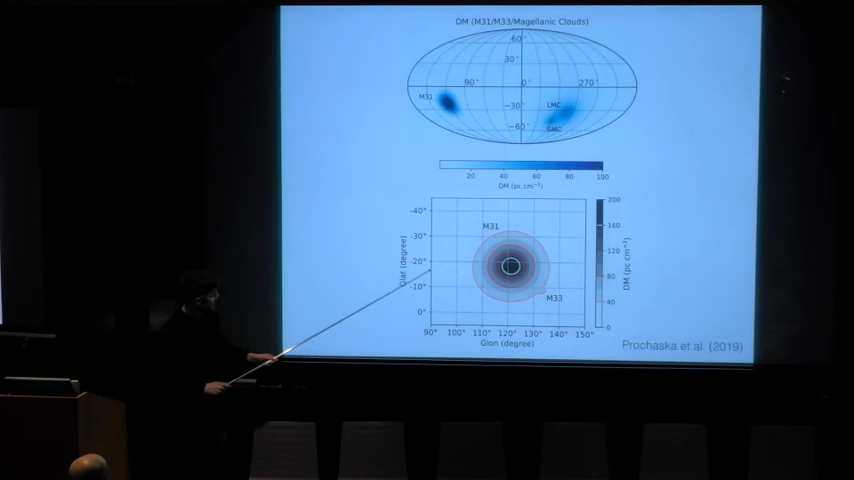 DM (M31/M33/Magellanic Clouds)
60°
30°
90° 0° 270°
M31
−30° LMC
−60° SMC
20 40 60 80 100
DM (pc cm⁻³)
200
-40° 160
M31
-30°
120
-20°
80
-10°
M33
40
0°
0
90° 100° 110° 120° 130° 140° 150°
Glon (degree)
Glat (degree)
DM (pc cm⁻³)
Prochaska et al. (2019)